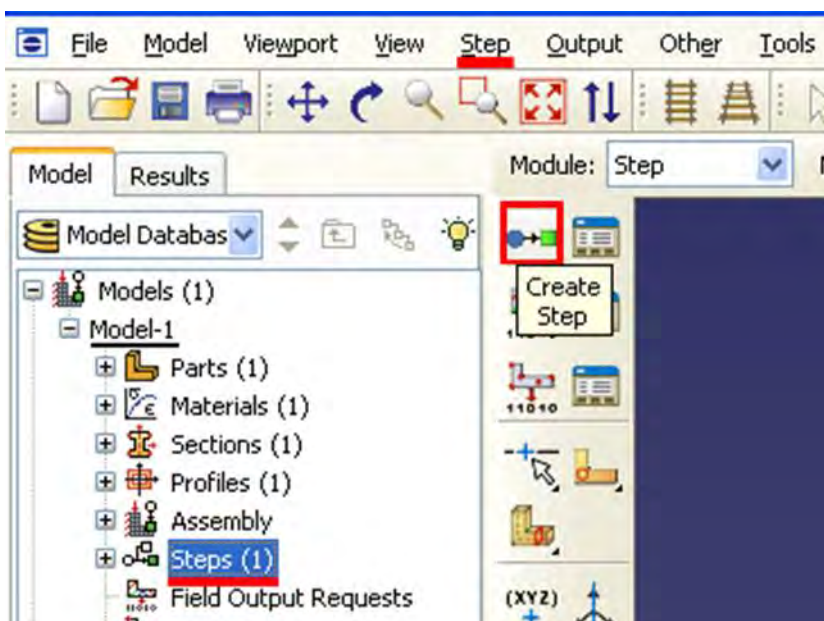 File Model Viewport View Step Output Other Tools
Model Results
Module: Step
Model Databas
Create
Step
Models (1)
Model-1
Parts (1)
Materials (1)
Sections (1)
Profiles (1)
Assembly
Steps (1)
Field Output Requests
11010
(XYZ)